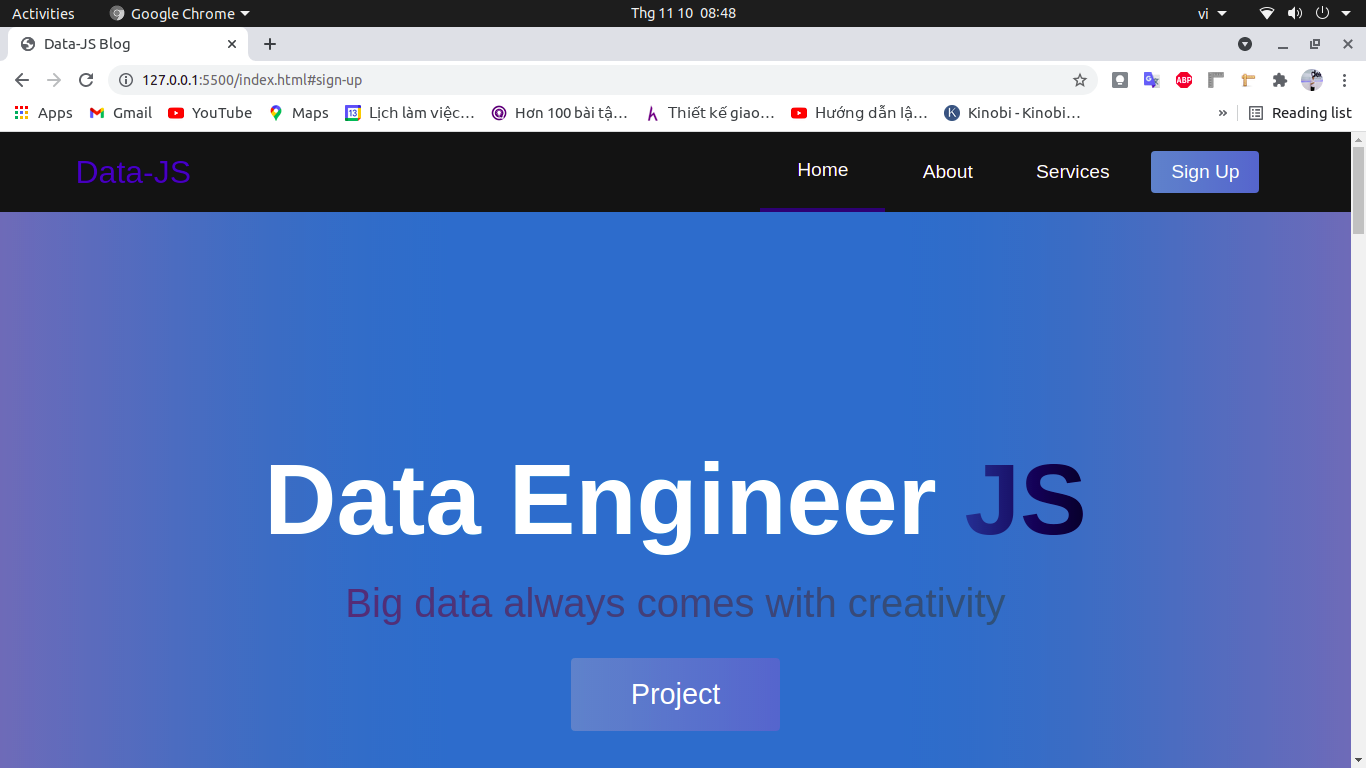 Activities Google Chrome Thg 11 10 08:48 vi
Data-JS Blog
127.0.0.1:5500/index.html#sign-up ABP
Apps Gmail YouTube Maps 13 Lịch làm việc… Hơn 100 bài tậ… Thiết kế giao… Hướng dẫn lậ… K Kinobi - Kinobi… » Reading list
Data-JS Home About Services Sign Up
Data Engineer JS
Big data always comes with creativity
Project